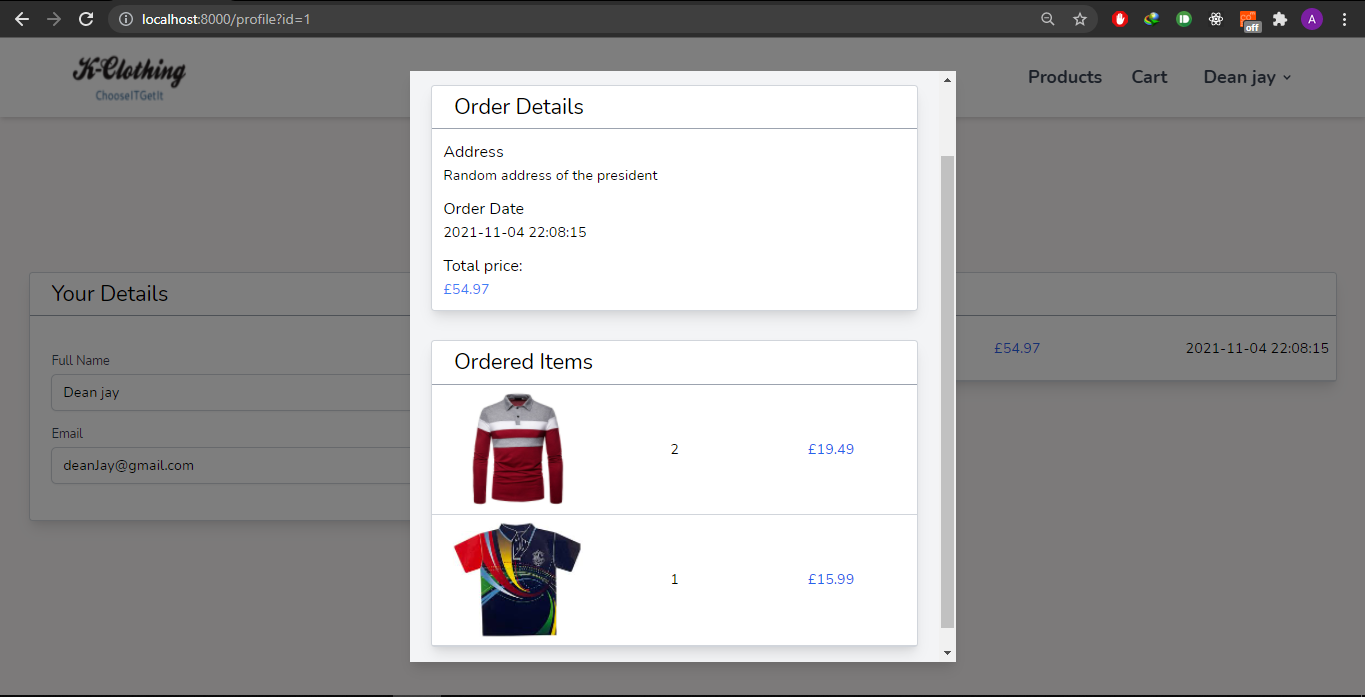 localhost:8000/profile?id=1
off
A
K-Clothing
ChooseITGetIt
Products
Cart
Dean jay
Your Details
Full Name
Dean jay
Email
deanJay@gmail.com
£54.97
2021-11-04 22:08:15
Order Details
Address
Random address of the president
Order Date
2021-11-04 22:08:15
Total price:
£54.97
Ordered Items
2
£19.49
1
£15.99